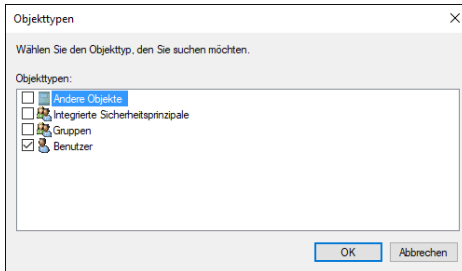 Objekttypen
Wählen Sie den Objekttyp, den Sie suchen möchten.
Objekttypen:
Andere Objekte
Integrierte Sicherheitsprinzipale
Gruppen
Benutzer
OK Abbrechen